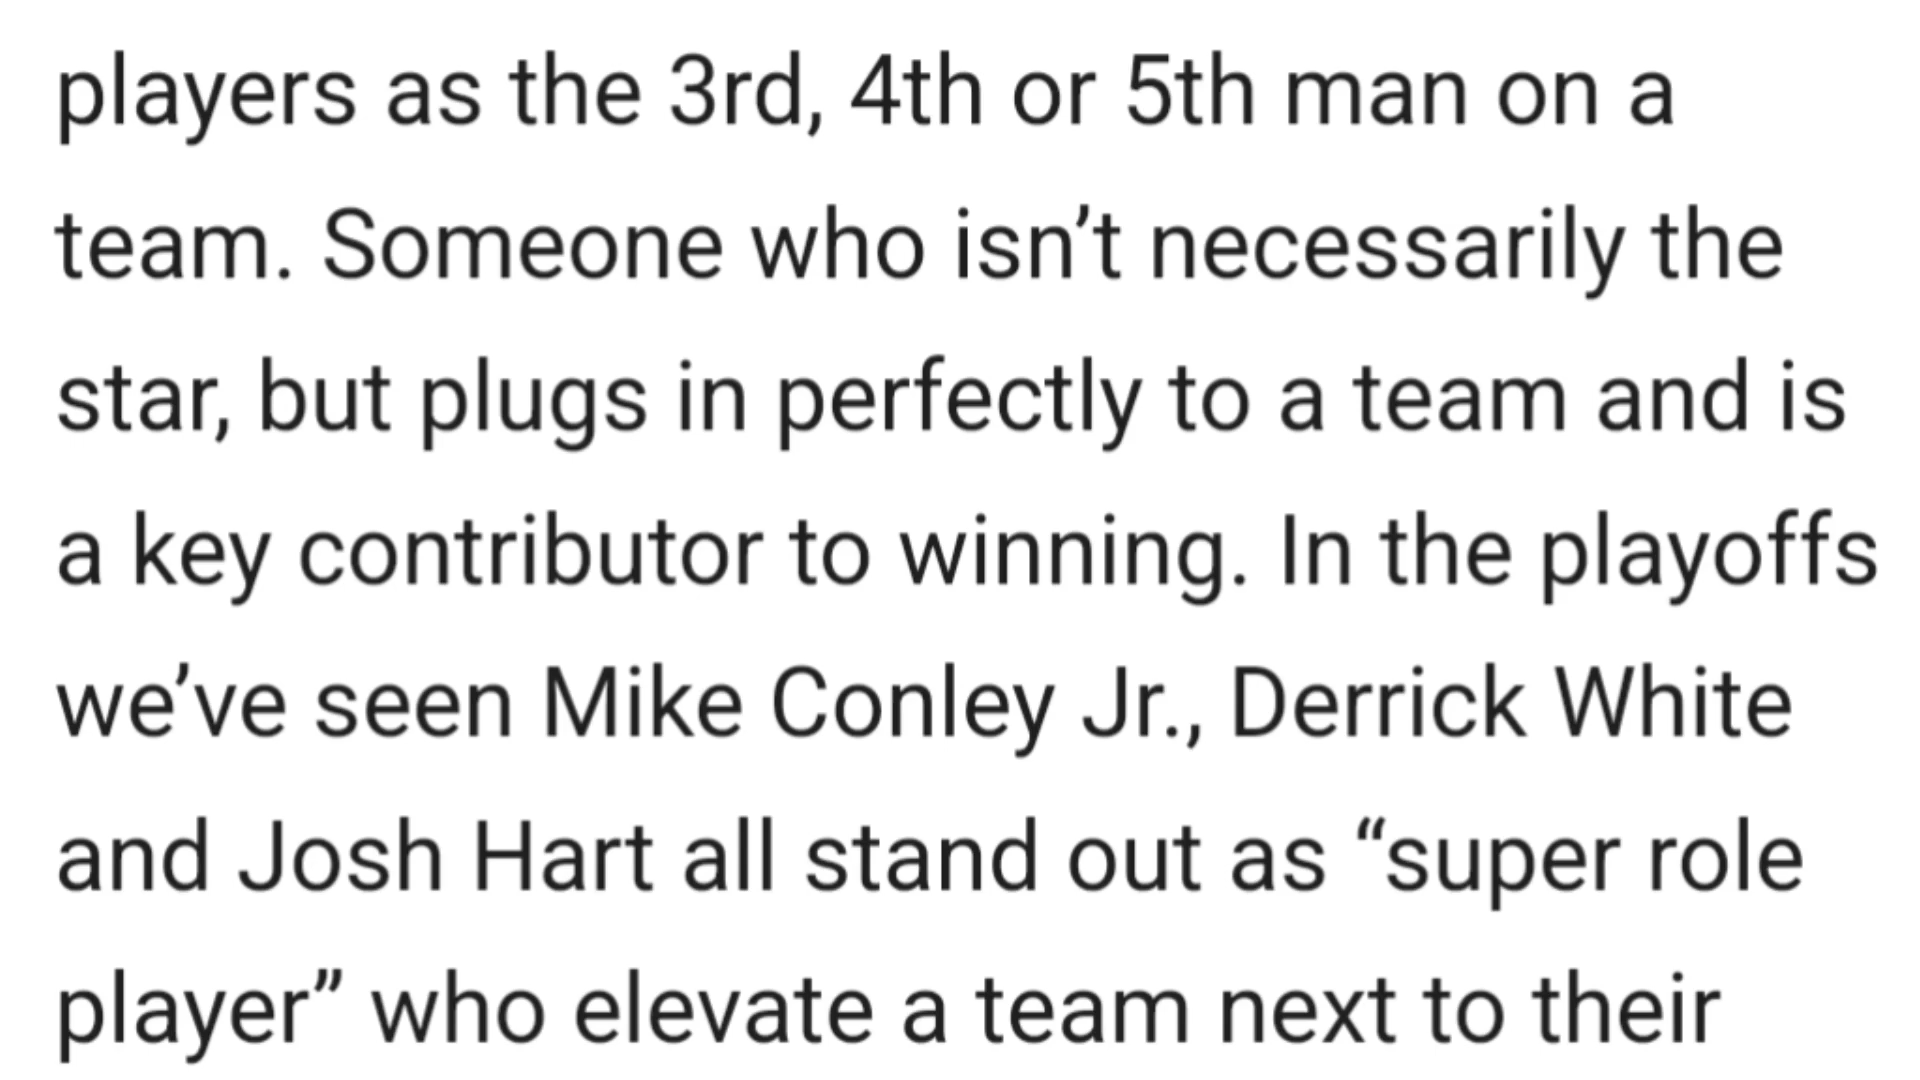 players as the 3rd, 4th or 5th man on a
team. Someone who isn’t necessarily the
star, but plugs in perfectly to a team and is
a key contributor to winning. In the playoffs
we’ve seen Mike Conley Jr., Derrick White
and Josh Hart all stand out as “super role
player” who elevate a team next to their